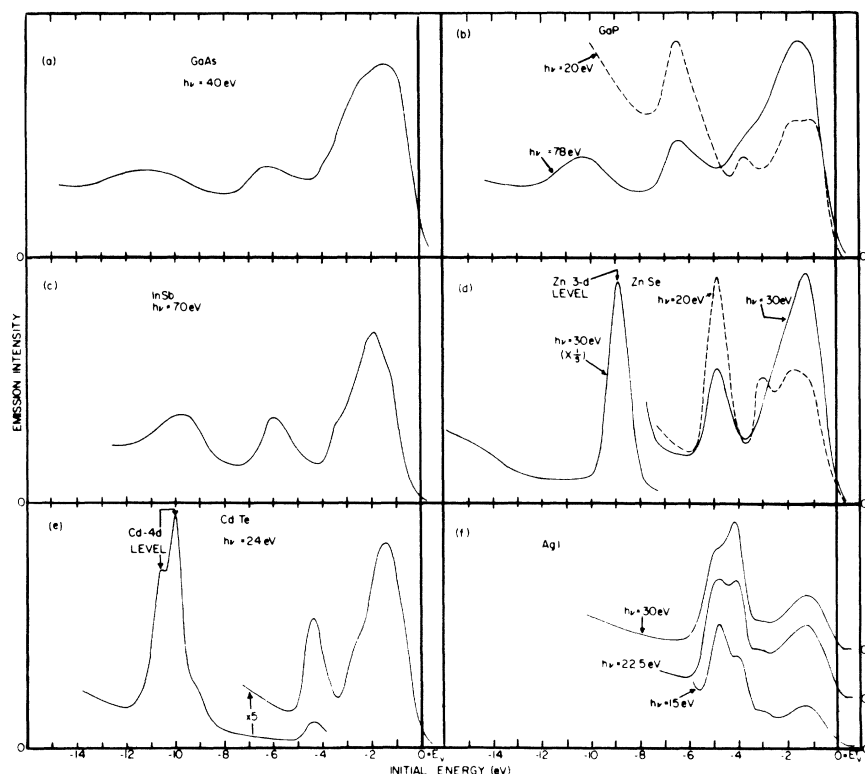 (a)
GaAs
hν = 40 eV
(b)
GaP
hν = 20 eV
hν = 78 eV
0
(c)
InSb
hν = 70 eV
(d)
Zn 3-d
LEVEL
Zn Se
hν = 20 eV
hν = 30 eV
hν = 30 eV
(X 1/5)
EMISSION INTENSITY
0
(e)
Cd-4d
LEVEL
Cd Te
hν = 24 eV
x5
(f)
AgI
hν = 30 eV
hν = 22.5 eV
hν = 15 eV
0
0
0
0
-14 -12 -10 -8 -6 -4 -2 0=Ev -14 -12 -10 -8 -6 -4 -2 0=Ev
INITIAL ENERGY (eV)